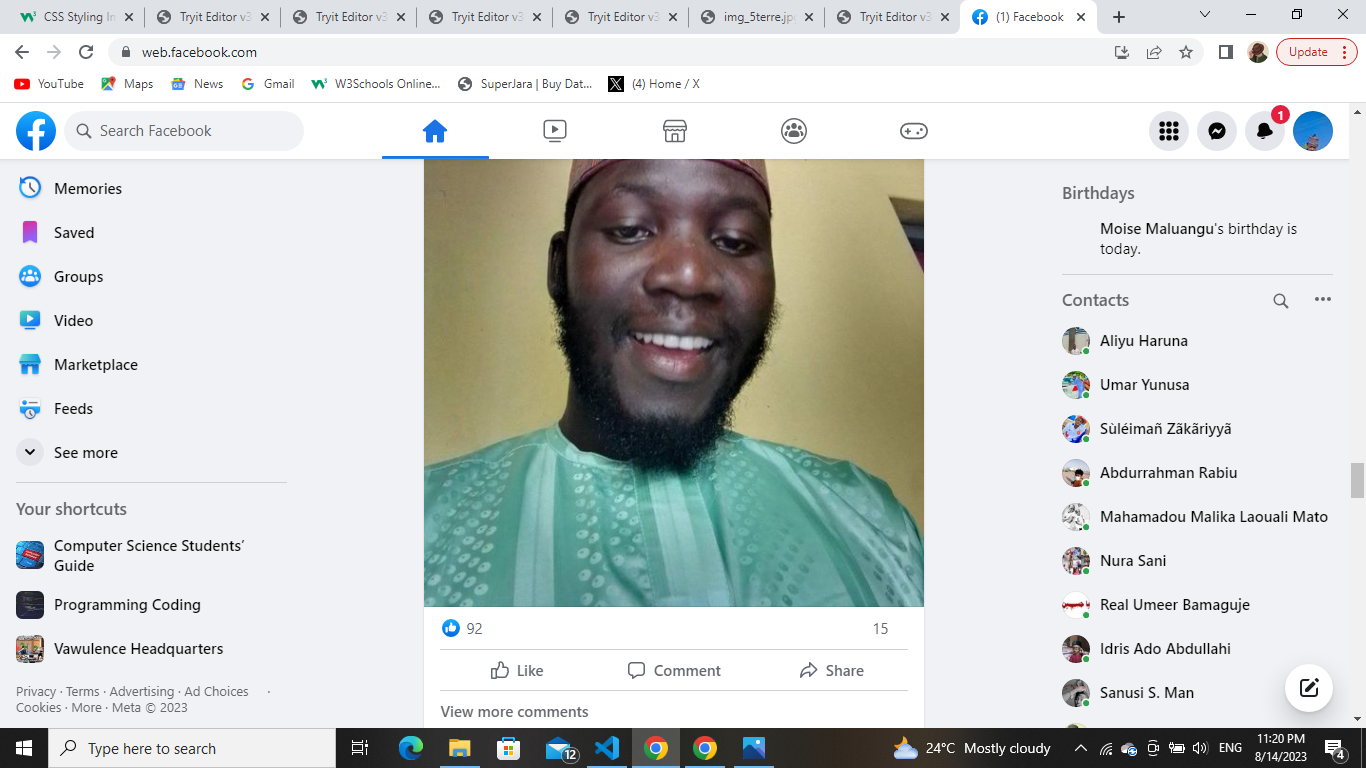 CSS Styling In
Tryit Editor v3
Tryit Editor v3
Tryit Editor v3
Tryit Editor v3
img_5terre.jp
Tryit Editor v3
(1) Facebook
web.facebook.com
Update
YouTube
Maps
News
Gmail
W3Schools Online...
SuperJara | Buy Dat...
(4) Home / X
Search Facebook
1
Memories
Saved
Groups
Video
Marketplace
Feeds
See more
Your shortcuts
Computer Science Students’
Guide
Programming Coding
Vawulence Headquarters
Privacy · Terms · Advertising · Ad Choices ·
Cookies · More · Meta © 2023
92
15
Like
Comment
Share
View more comments
Birthdays
Moise Maluangu's birthday is
today.
Contacts
Aliyu Haruna
Umar Yunusa
Sùléimañ Zãkãriyyã
Abdurrahman Rabiu
Mahamadou Malika Laouali Mato
Nura Sani
Real Umeer Bamaguje
Idris Ado Abdullahi
Sanusi S. Man
Type here to search
12
24°C Mostly cloudy
ENG
11:20 PM
8/14/2023
4